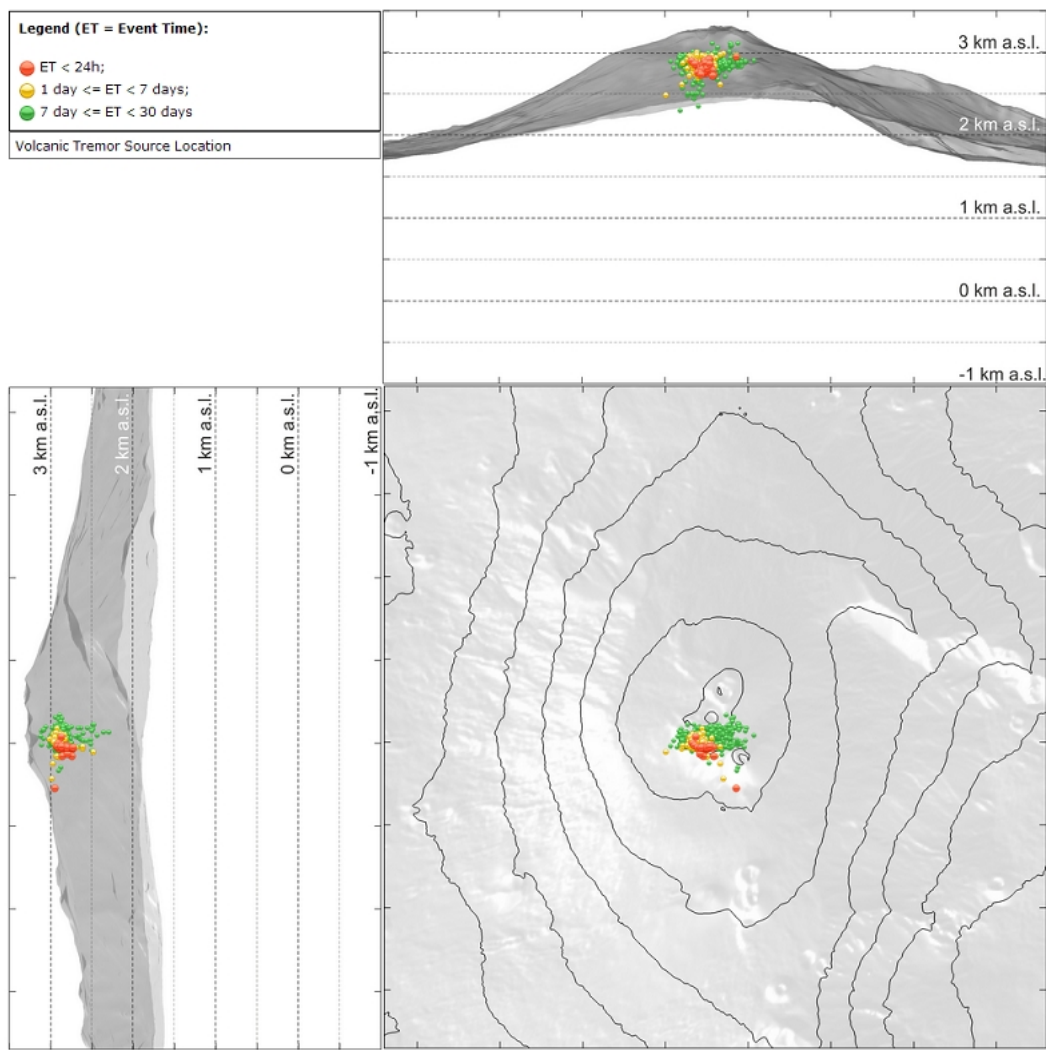 Legend (ET = Event Time):
ET < 24h;
1 day <= ET < 7 days;
7 day <= ET < 30 days
Volcanic Tremor Source Location
3 km a.s.l.
2 km a.s.l.
1 km a.s.l.
0 km a.s.l.
-1 km a.s.l.
3 km a.s.l.
2 km a.s.l.
1 km a.s.l.
0 km a.s.l.
-1 km a.s.l.